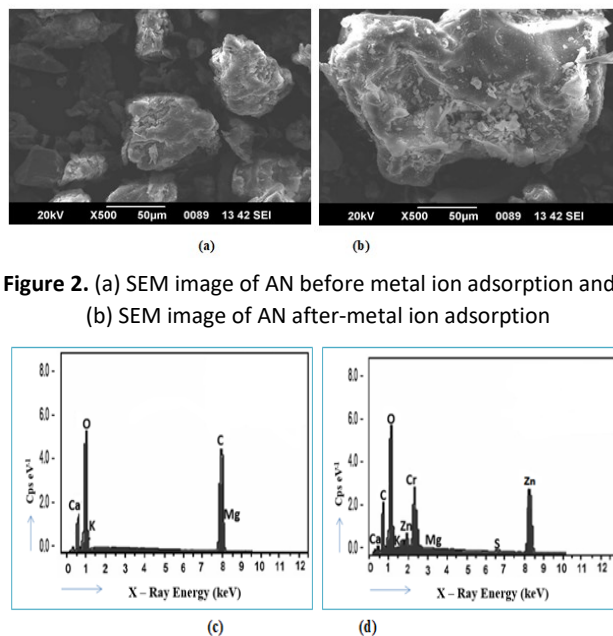 20kV X500 50µm 0089 13 42 SEI
20kV X500 50µm 0089 13 42 SEI
(a) (b)
Figure 2. (a) SEM image of AN before metal ion adsorption and
(b) SEM image of AN after-metal ion adsorption
8.0
6.0
4.0
2.0
0.0
Cps eV⁻¹
Ca
O
K
C
Mg
0 1 2 3 4 5 6 7 8 9 10 11 12
X – Ray Energy (keV)
(c)
8.0
6.0
4.0
2.0
0.0
Cps eV⁻¹
Ca
C
O
K
Zn
Cr
Mg
S
Zn
0 1 2 3 4 5 6 7 8 9 10 11 12
X – Ray Energy (keV)
(d)